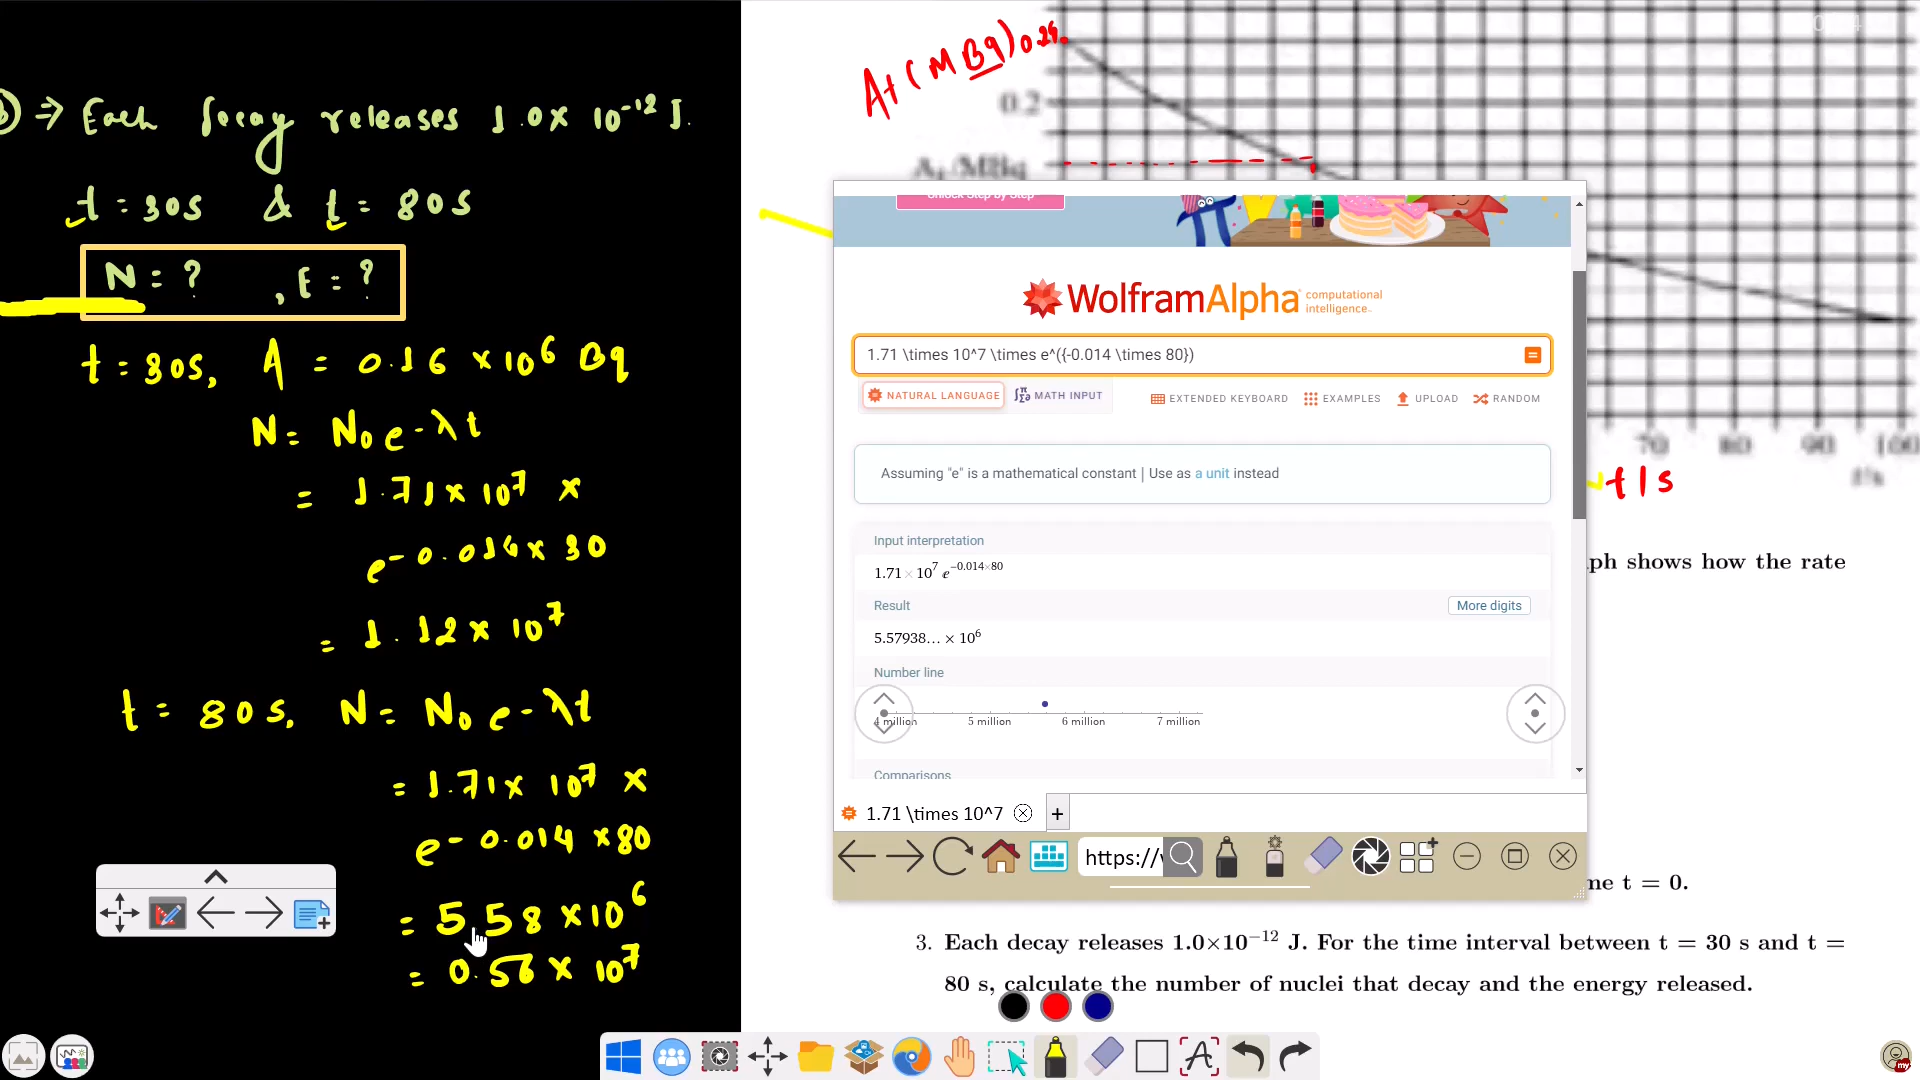 ⇒ Each decay releases 1.0 x 10⁻¹² J.
t = 30s & t = 80s
N = ? , E = ?
t = 30s, A = 0.16 x 10⁶ Bq
N = N₀ e - λt
= 1.71 x 10⁷ x
e - 0.014 x 30
= 1.12 x 10⁷
t = 80s, N = N₀ e - λt
= 1.71 x 10⁷ x
e - 0.014 x 80
= 5.58 x 10⁶
= 0.56 x 10⁷
At (MBq) 0.24
0.2
A_t/MBq
Unlock Step by Step
WolframAlpha computational intelligence.
1.71 \times 10^7 \times e^({-0.014 \times 80})
NATURAL LANGUAGE MATH INPUT EXTENDED KEYBOARD EXAMPLES UPLOAD RANDOM
Assuming "e" is a mathematical constant | Use as a unit instead
Input interpretation
1.71×10⁷ e^(-0.014×80)
Result More digits
5.57938... × 10⁶
Number line
4 million 5 million 6 million 7 million
Comparisons
1.71 \times 10^7
https://
70 80 90 100
t/s
t/s
ph shows how the rate
me t = 0.
3. Each decay releases 1.0×10⁻¹² J. For the time interval between t = 30 s and t =
80 s, calculate the number of nuclei that decay and the energy released.